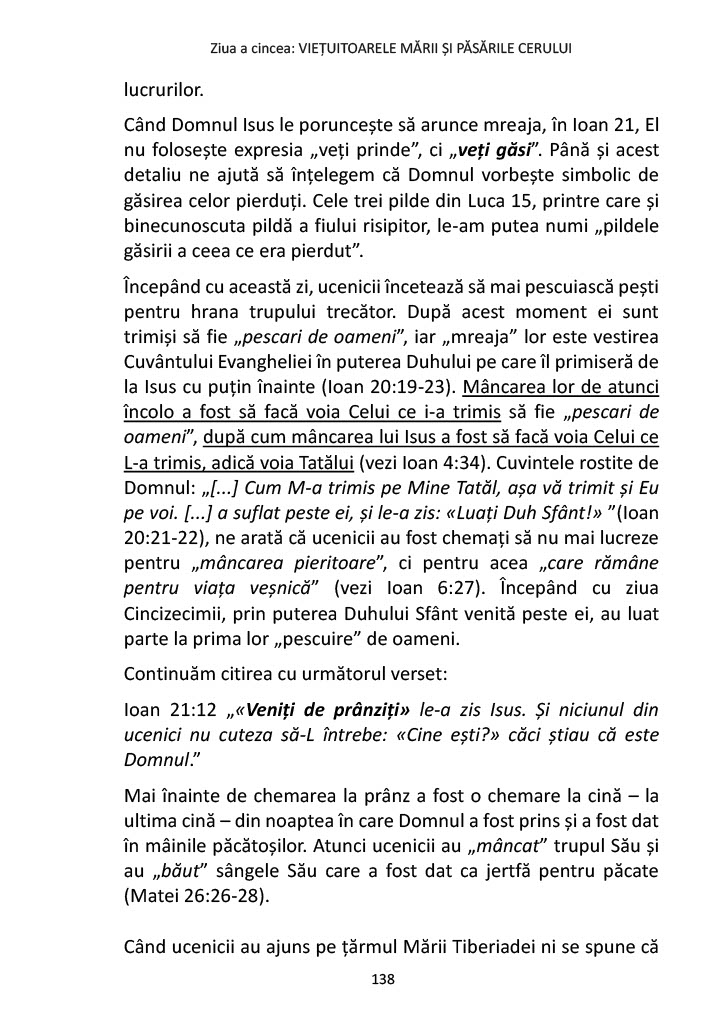 Ziua a cincea: VIEȚUITOARELE MĂRII ȘI PĂSĂRILE CERULUI
lucrurilor.
Când Domnul Isus le poruncește să arunce mreaja, în Ioan 21, El
nu folosește expresia „veți prinde”, ci „veți găsi”. Până și acest
detaliu ne ajută să înțelegem că Domnul vorbește simbolic de
găsirea celor pierduți. Cele trei pilde din Luca 15, printre care și
binecunoscuta pildă a fiului risipitor, le-am putea numi „pildele
găsirii a ceea ce era pierdut”.
Începând cu această zi, ucenicii încetează să mai pescuiască pești
pentru hrana trupului trecător. După acest moment ei sunt
trimiși să fie „pescari de oameni”, iar „mreaja” lor este vestirea
Cuvântului Evangheliei în puterea Duhului pe care îl primiseră de
la Isus cu puțin înainte (Ioan 20:19-23). Mâncarea lor de atunci
încolo a fost să facă voia Celui ce i-a trimis să fie „pescari de
oameni”, după cum mâncarea lui Isus a fost să facă voia Celui ce
L-a trimis, adică voia Tatălui (vezi Ioan 4:34). Cuvintele rostite de
Domnul: „[...] Cum M-a trimis pe Mine Tatăl, așa vă trimit și Eu
pe voi. [...] a suflat peste ei, și le-a zis: «Luați Duh Sfânt!» ”(Ioan
20:21-22), ne arată că ucenicii au fost chemați să nu mai lucreze
pentru „mâncarea pieritoare”, ci pentru acea „care rămâne
pentru viața veșnică” (vezi Ioan 6:27). Începând cu ziua
Cincizecimii, prin puterea Duhului Sfânt venită peste ei, au luat
parte la prima lor „pescuire” de oameni.
Continuăm citirea cu următorul verset:
Ioan 21:12 „«Veniți de prânziți» le-a zis Isus. Și niciunul din
ucenici nu cuteza să-L întrebe: «Cine ești?» căci știau că este
Domnul.”
Mai înainte de chemarea la prânz a fost o chemare la cină – la
ultima cină – din noaptea în care Domnul a fost prins și a fost dat
în mâinile păcătoșilor. Atunci ucenicii au „mâncat” trupul Său și
au „băut” sângele Său care a fost dat ca jertfă pentru păcate
(Matei 26:26-28).
Când ucenicii au ajuns pe țărmul Mării Tiberiadei ni se spune că
138